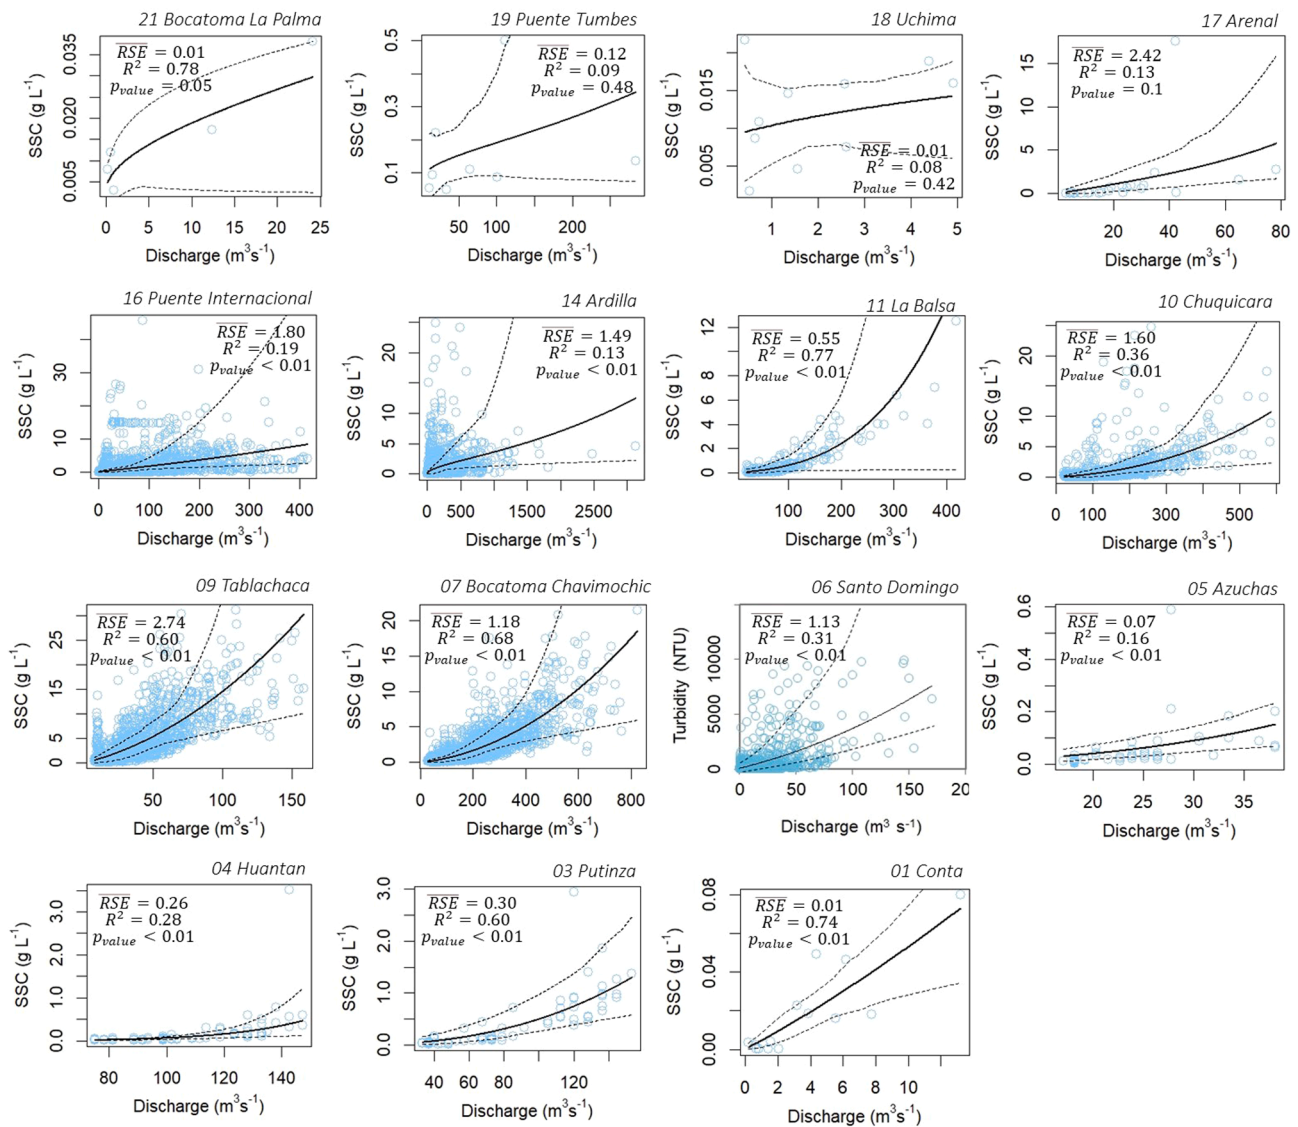 21 Bocatoma La Palma
RSE = 0.01
R² = 0.78
p_value = 0.05
SSC (g L⁻¹)
0.005 0.020 0.035
0 5 10 15 20 25
Discharge (m³s⁻¹)
19 Puente Tumbes
RSE = 0.12
R² = 0.09
p_value = 0.48
SSC (g L⁻¹)
0.1 0.3 0.5
50 100 200
Discharge (m³s⁻¹)
18 Uchima
RSE = 0.01
R² = 0.08
p_value = 0.42
SSC (g L⁻¹)
0.005 0.015
1 2 3 4 5
Discharge (m³s⁻¹)
17 Arenal
RSE = 2.42
R² = 0.13
p_value = 0.1
SSC (g L⁻¹)
0 5 10 15
20 40 60 80
Discharge (m³s⁻¹)
16 Puente Internacional
RSE = 1.80
R² = 0.19
p_value < 0.01
SSC (g L⁻¹)
0 10 30
0 100 200 300 400
Discharge (m³s⁻¹)
14 Ardilla
RSE = 1.49
R² = 0.13
p_value < 0.01
SSC (g L⁻¹)
0 5 10 20
0 500 1500 2500
Discharge (m³s⁻¹)
11 La Balsa
RSE = 0.55
R² = 0.77
p_value < 0.01
SSC (g L⁻¹)
0 2 4 6 8 12
100 200 300 400
Discharge (m³s⁻¹)
10 Chuquicara
RSE = 1.60
R² = 0.36
p_value < 0.01
SSC (g L⁻¹)
0 5 10 20
0 100 300 500
Discharge (m³s⁻¹)
09 Tablachaca
RSE = 2.74
R² = 0.60
p_value < 0.01
SSC (g L⁻¹)
0 5 15 25
50 100 150
Discharge (m³s⁻¹)
07 Bocatoma Chavimochic
RSE = 1.18
R² = 0.68
p_value < 0.01
SSC (g L⁻¹)
0 5 10 15 20
0 200 400 600 800
Discharge (m³s⁻¹)
06 Santo Domingo
RSE = 1.13
R² = 0.31
p_value < 0.01
Turbidity (NTU)
0 5000 10000
0 50 100 150 20
Discharge (m³ s⁻¹)
05 Azuchas
RSE = 0.07
R² = 0.16
p_value < 0.01
SSC (g L⁻¹)
0.0 0.2 0.4 0.6
20 25 30 35
Discharge (m³s⁻¹)
04 Huantan
RSE = 0.26
R² = 0.28
p_value < 0.01
SSC (g L⁻¹)
0.0 1.0 2.0 3.0
80 100 120 140
Discharge (m³s⁻¹)
03 Putinza
RSE = 0.30
R² = 0.60
p_value < 0.01
SSC (g L⁻¹)
0.0 1.0 2.0 3.0
40 60 80 120
Discharge (m³s⁻¹)
01 Conta
RSE = 0.01
R² = 0.74
p_value < 0.01
SSC (g L⁻¹)
0.00 0.04 0.08
0 2 4 6 8 10
Discharge (m³s⁻¹)